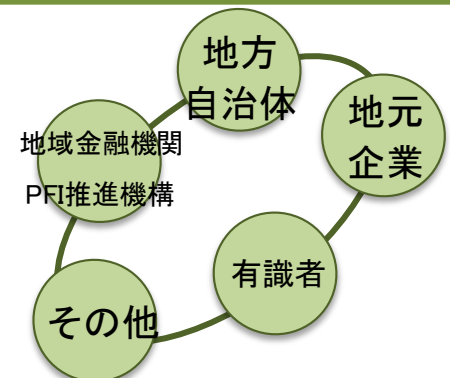 地方
自治体
地元
企業
地域金融機関
PFI推進機構
有識者
その他